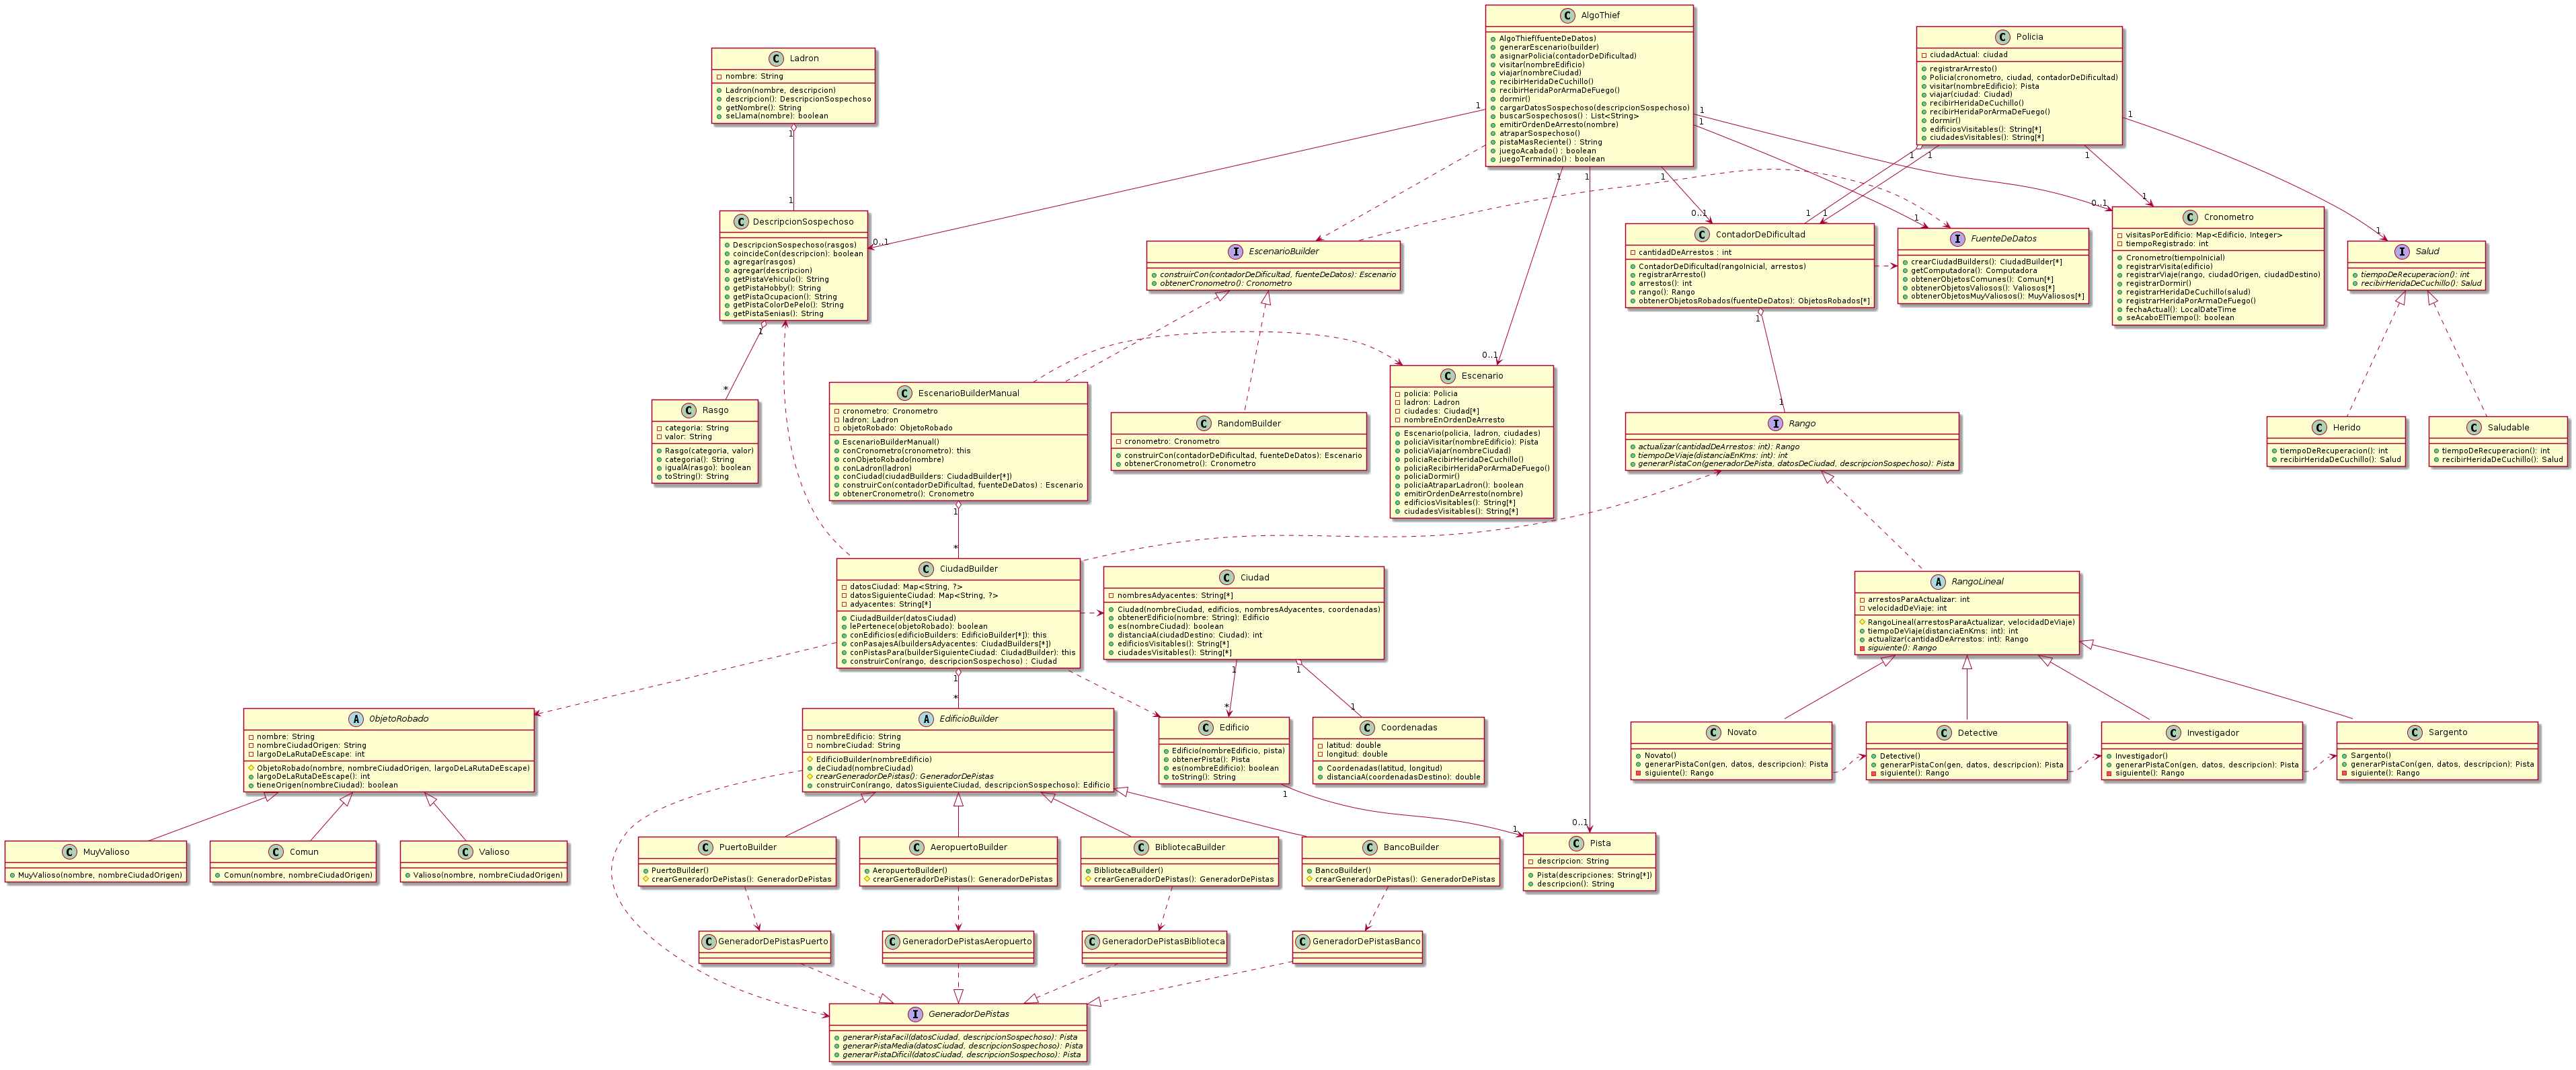 AlgoThief
AlgoThief(fuenteDeDatos)
generarEscenario(builder)
asignarPolicia(contadorDeDificultad)
visitar(nombreEdificio)
viajar(nombreCiudad)
recibirHeridaDeCuchillo()
recibirHeridaPorArmaDeFuego()
dormir()
cargarDatosSospechoso(descripcionSospechoso)
buscarSospechosos() : List<String>
emitirOrdenDeArresto(nombre)
atraparSospechoso()
pistaMasReciente() : String
juegoAcabado() : boolean
juegoTerminado() : boolean
Policia
ciudadActual: ciudad
registrarArresto()
Policia(cronometro, ciudad, contadorDeDificultad)
visitar(nombreEdificio): Pista
viajar(ciudad: Ciudad)
recibirHeridaDeCuchillo()
recibirHeridaPorArmaDeFuego()
dormir()
edificiosVisitables(): String[*]
ciudadesVisitables(): String[*]
Ladron
nombre: String
Ladron(nombre, descripcion)
descripcion(): DescripcionSospechoso
getNombre(): String
seLlama(nombre): boolean
1
1
1
1
1
1
1
1
1
1
1
1
1
0..1
0..1
0..1
1
1
1
1
1
DescripcionSospechoso
DescripcionSospechoso(rasgos)
coincideCon(descripcion): boolean
agregar(rasgos)
agregar(descripcion)
getPistaVehiculo(): String
getPistaHobby(): String
getPistaOcupacion(): String
getPistaColorDePelo(): String
getPistaSenias(): String
EscenarioBuilder
construirCon(contadorDeDificultad, fuenteDeDatos): Escenario
obtenerCronometro(): Cronometro
ContadorDeDificultad
cantidadDeArrestos : int
ContadorDeDificultad(rangoInicial, arrestos)
registrarArresto()
arrestos(): int
rango(): Rango
obtenerObjetosRobados(fuenteDeDatos): ObjetosRobados[*]
FuenteDeDatos
crearCiudadBuilders(): CiudadBuilder[*]
getComputadora(): Computadora
obtenerObjetosComunes(): Comun[*]
obtenerObjetosValiosos(): Valiosos[*]
obtenerObjetosMuyValiosos(): MuyValiosos[*]
Cronometro
visitasPorEdificio: Map<Edificio, Integer>
tiempoRegistrado: int
Cronometro(tiempoInicial)
registrarVisita(edificio)
registrarViaje(rango, ciudadOrigen, ciudadDestino)
registrarDormir()
registrarHeridaDeCuchillo(salud)
registrarHeridaPorArmaDeFuego()
fechaActual(): LocalDateTime
seAcaboElTiempo(): boolean
Salud
tiempoDeRecuperacion(): int
recibirHeridaDeCuchillo(): Salud
1
*
0..1
1
1
Rasgo
categoria: String
valor: String
Rasgo(categoria, valor)
categoria(): String
igualA(rasgo): boolean
toString(): String
EscenarioBuilderManual
cronometro: Cronometro
ladron: Ladron
objetoRobado: ObjetoRobado
EscenarioBuilderManual()
conCronometro(cronometro): this
conObjetoRobado(nombre)
conLadron(ladron)
conCiudad(ciudadBuilders: CiudadBuilder[*])
construirCon(contadorDeDificultad, fuenteDeDatos) : Escenario
obtenerCronometro(): Cronometro
RandomBuilder
cronometro: Cronometro
construirCon(contadorDeDificultad, fuenteDeDatos): Escenario
obtenerCronometro(): Cronometro
Escenario
policia: Policia
ladron: Ladron
ciudades: Ciudad[*]
nombreEnOrdenDeArresto
Escenario(policia, ladron, ciudades)
policiaVisitar(nombreEdificio): Pista
policiaViajar(nombreCiudad)
policiaRecibirHeridaDeCuchillo()
policiaRecibirHeridaPorArmaDeFuego()
policiaDormir()
policiaAtraparLadron(): boolean
emitirOrdenDeArresto(nombre)
edificiosVisitables(): String[*]
ciudadesVisitables(): String[*]
Rango
actualizar(cantidadDeArrestos: int): Rango
tiempoDeViaje(distanciaEnKms: int): int
generarPistaCon(generadorDePista, datosDeCiudad, descripcionSospechoso): Pista
Herido
tiempoDeRecuperacion(): int
recibirHeridaDeCuchillo(): Salud
Saludable
tiempoDeRecuperacion(): int
recibirHeridaDeCuchillo(): Salud
1
*
CiudadBuilder
datosCiudad: Map<String, ?>
datosSiguienteCiudad: Map<String, ?>
adyacentes: String[*]
CiudadBuilder(datosCiudad)
lePertenece(objetoRobado): boolean
conEdificios(edificioBuilders: EdificioBuilder[*]): this
conPasajesA(buildersAdyacentes: CiudadBuilders[*])
conPistasPara(builderSiguienteCiudad: CiudadBuilder): this
construirCon(rango, descripcionSospechoso) : Ciudad
Ciudad
nombresAdyacentes: String[*]
Ciudad(nombreCiudad, edificios, nombresAdyacentes, coordenadas)
obtenerEdificio(nombre: String): Edificio
es(nombreCiudad): boolean
distanciaA(ciudadDestino: Ciudad): int
edificiosVisitables(): String[*]
ciudadesVisitables(): String[*]
RangoLineal
arrestosParaActualizar: int
velocidadDeViaje: int
RangoLineal(arrestosParaActualizar, velocidadDeViaje)
tiempoDeViaje(distanciaEnKms: int): int
actualizar(cantidadDeArrestos: int): Rango
siguiente(): Rango
1
*
1
*
1
1
ObjetoRobado
nombre: String
nombreCiudadOrigen: String
largoDeLaRutaDeEscape: int
ObjetoRobado(nombre, nombreCiudadOrigen, largoDeLaRutaDeEscape)
largoDeLaRutaDeEscape(): int
tieneOrigen(nombreCiudad): boolean
EdificioBuilder
nombreEdificio: String
nombreCiudad: String
EdificioBuilder(nombreEdificio)
deCiudad(nombreCiudad)
crearGeneradorDePistas(): GeneradorDePistas
construirCon(rango, datosSiguienteCiudad, descripcionSospechoso): Edificio
Edificio
Edificio(nombreEdificio, pista)
obtenerPista(): Pista
es(nombreEdificio): boolean
toString(): String
Coordenadas
latitud: double
longitud: double
Coordenadas(latitud, longitud)
distanciaA(coordenadasDestino): double
Novato
Novato()
generarPistaCon(gen, datos, descripcion): Pista
siguiente(): Rango
Detective
Detective()
generarPistaCon(gen, datos, descripcion): Pista
siguiente(): Rango
Investigador
Investigador()
generarPistaCon(gen, datos, descripcion): Pista
siguiente(): Rango
Sargento
Sargento()
generarPistaCon(gen, datos, descripcion): Pista
siguiente(): Rango
1
1
0..1
MuyValioso
MuyValioso(nombre, nombreCiudadOrigen)
Comun
Comun(nombre, nombreCiudadOrigen)
Valioso
Valioso(nombre, nombreCiudadOrigen)
PuertoBuilder
PuertoBuilder()
crearGeneradorDePistas(): GeneradorDePistas
AeropuertoBuilder
AeropuertoBuilder()
crearGeneradorDePistas(): GeneradorDePistas
BibliotecaBuilder
BibliotecaBuilder()
crearGeneradorDePistas(): GeneradorDePistas
BancoBuilder
BancoBuilder()
crearGeneradorDePistas(): GeneradorDePistas
Pista
descripcion: String
Pista(descripciones: String[*])
descripcion(): String
GeneradorDePistasPuerto
GeneradorDePistasAeropuerto
GeneradorDePistasBiblioteca
GeneradorDePistasBanco
GeneradorDePistas
generarPistaFacil(datosCiudad, descripcionSospechoso): Pista
generarPistaMedia(datosCiudad, descripcionSospechoso): Pista
generarPistaDificil(datosCiudad, descripcionSospechoso): Pista